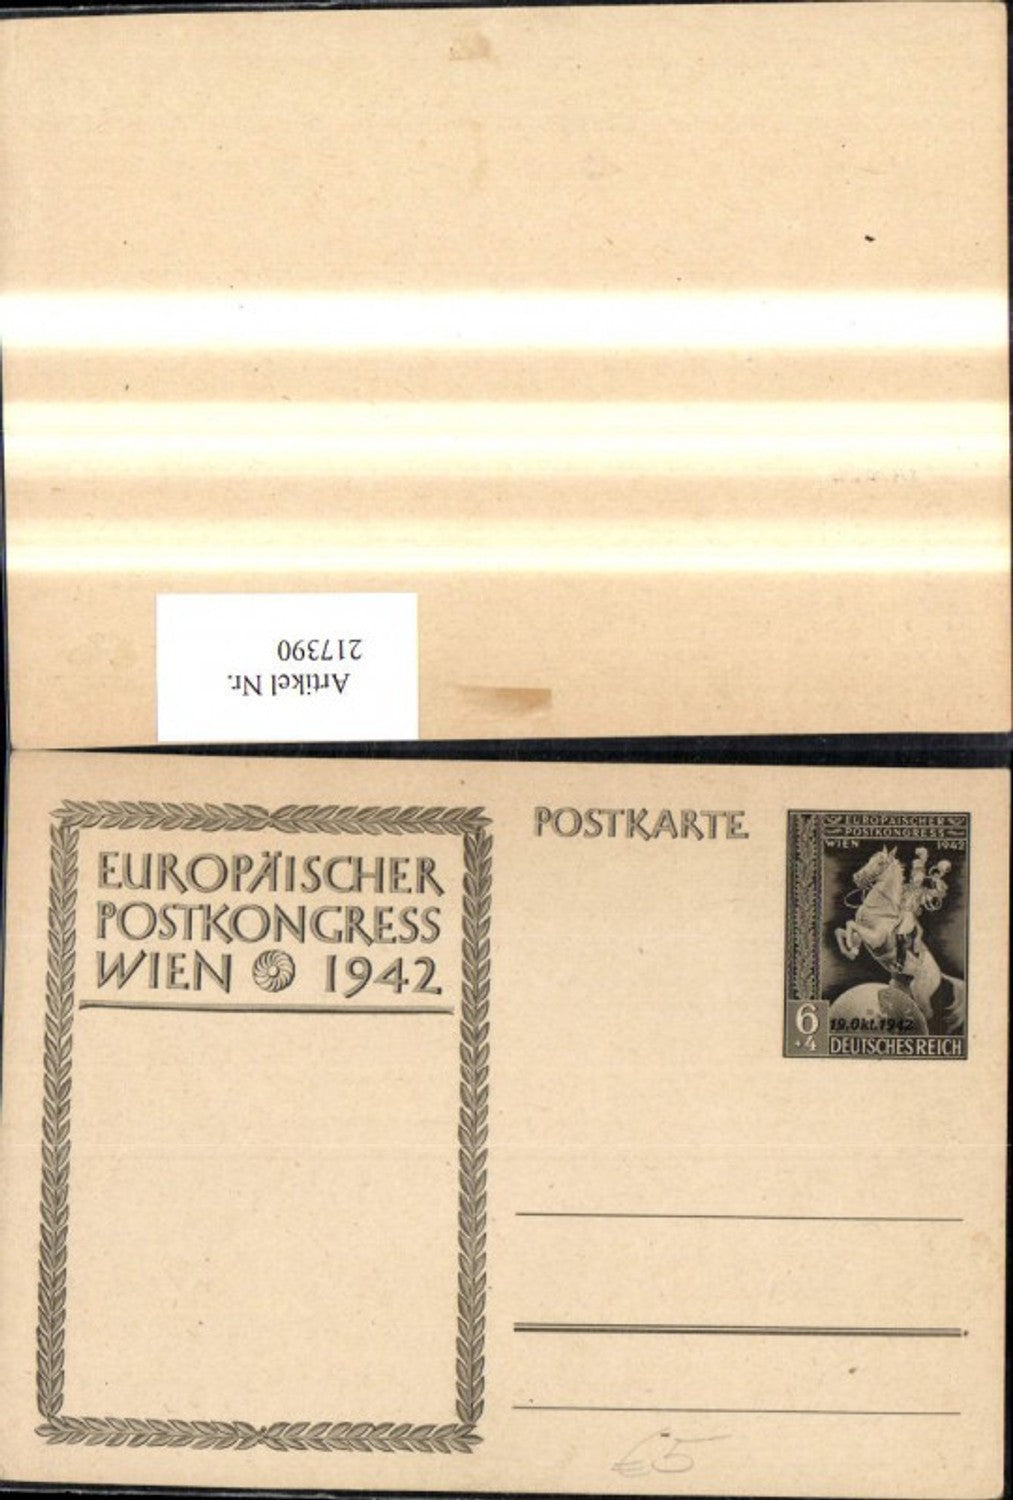 Artikel Nr.
217390
EUROPÄISCHER
POSTKONGRESS
WIEN 1942
POSTKARTE
EUROPÄISCHER
POSTKONGRESS
WIEN 1942
6
+4
19.Okt.1942
DEUTSCHES REICH
€5